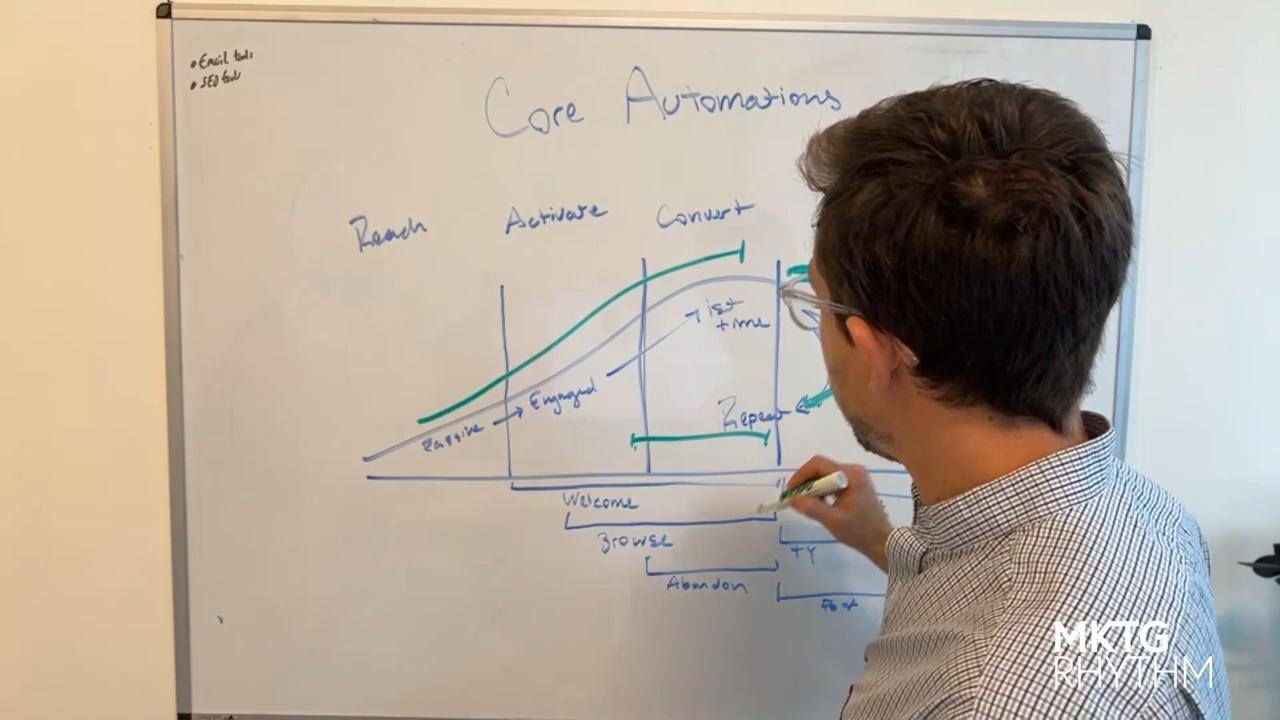 • Email tools
• SEO tools
Core Automations
Reach Activate Convert
1st
time
Engaged
Passive
Repeat
Welcome
Browse
TY
Abandon
Post
MKTG
RHYTHM